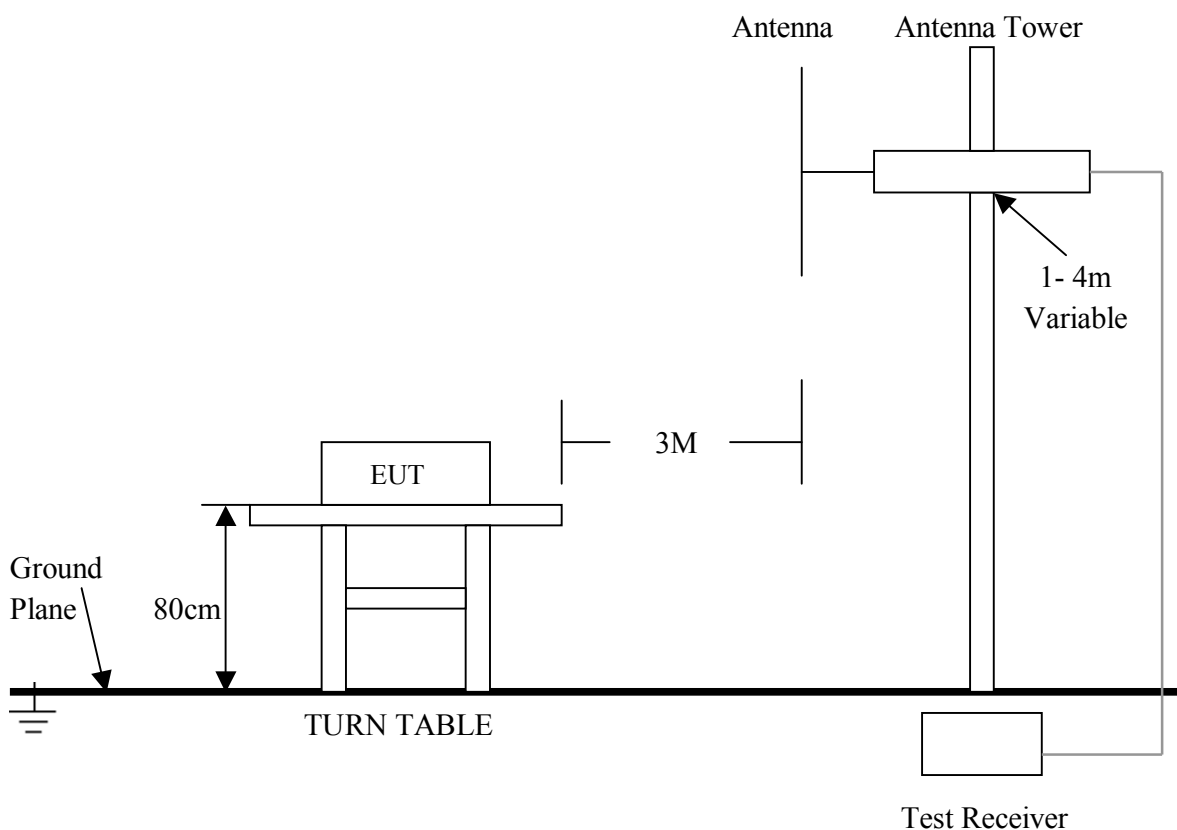 Antenna
Antenna Tower
1- 4m
Variable
3M
EUT
Ground
Plane
80cm
TURN TABLE
Test Receiver